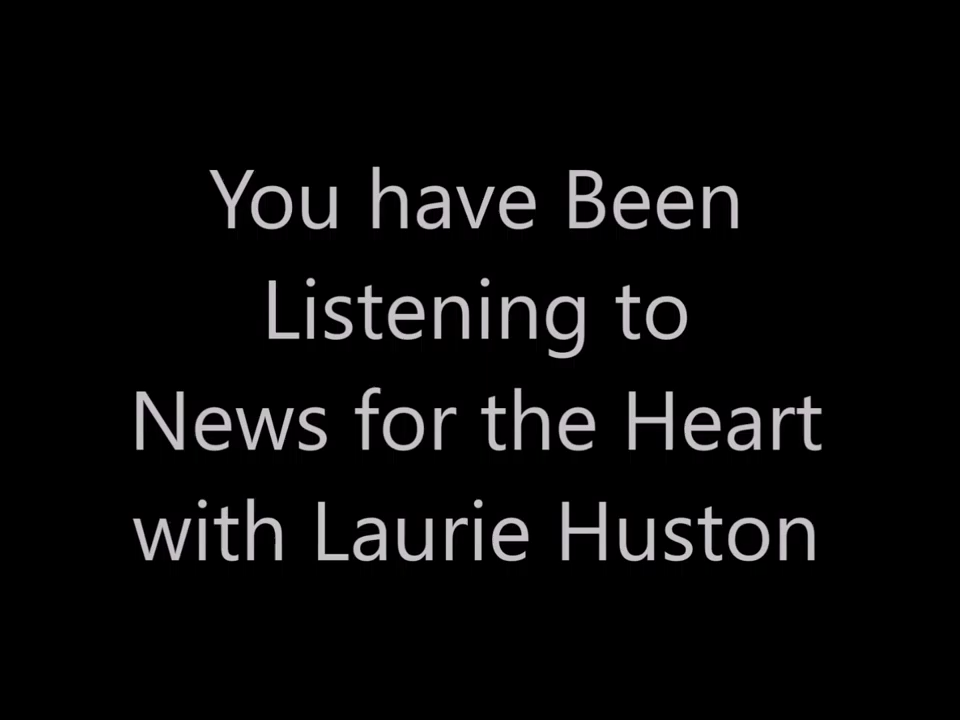 You have Been
Listening to
News for the Heart
with Laurie Huston